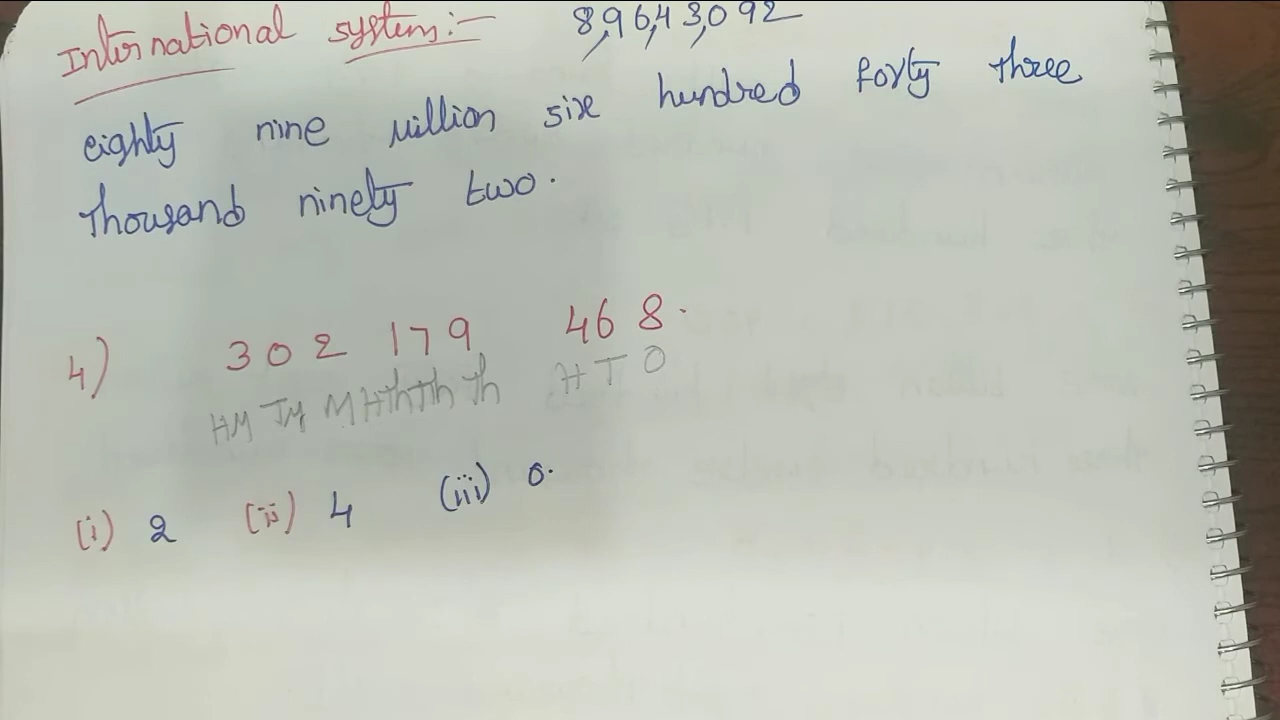 International system:- 8,96,43,092
eighty nine million six hundred forty three
thousand ninety two.
4) 302 179 468.
HM TM M HTh TTh Th H T O
(i) 2 (ii) 4 (iii) 0.